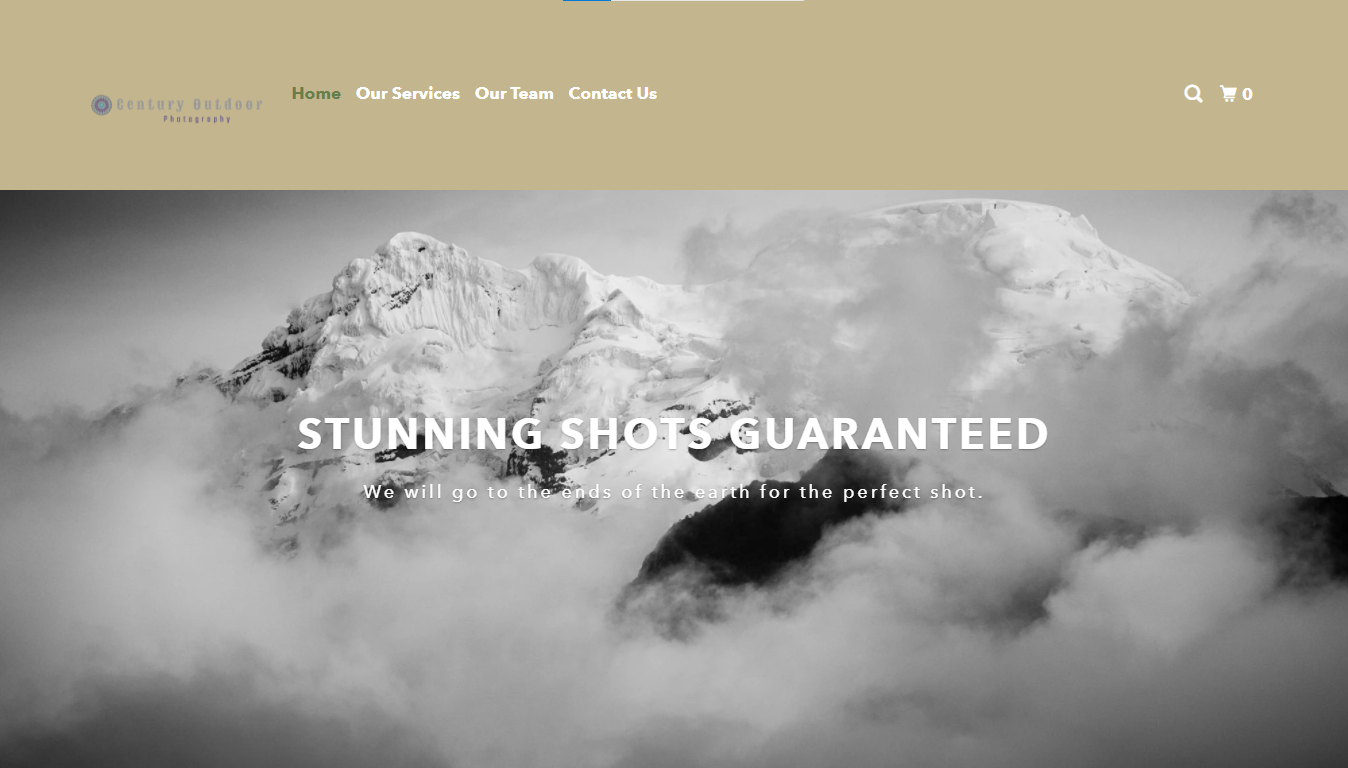 Century Outdoor
Photography
Home Our Services Our Team Contact Us 0
STUNNING SHOTS GUARANTEED
We will go to the ends of the earth for the perfect shot.